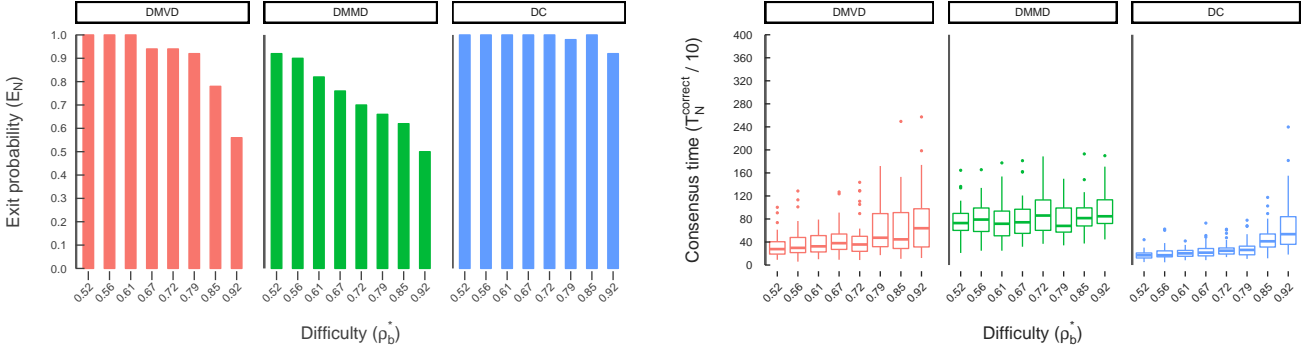 DMVD DMMD DC
Exit probability (E_N)
1.0
0.9
0.8
0.7
0.6
0.5
0.4
0.3
0.2
0.1
0.0
0.52 0.56 0.61 0.67 0.72 0.79 0.85 0.92 0.52 0.56 0.61 0.67 0.72 0.79 0.85 0.92 0.52 0.56 0.61 0.67 0.72 0.79 0.85 0.92
Difficulty (ρ_b^*)
DMVD DMMD DC
Consensus time (T_N^correct / 10)
400
360
320
280
240
200
160
120
80
40
0
0.52 0.56 0.61 0.67 0.72 0.79 0.85 0.92 0.52 0.56 0.61 0.67 0.72 0.79 0.85 0.92 0.52 0.56 0.61 0.67 0.72 0.79 0.85 0.92
Difficulty (ρ_b^*)